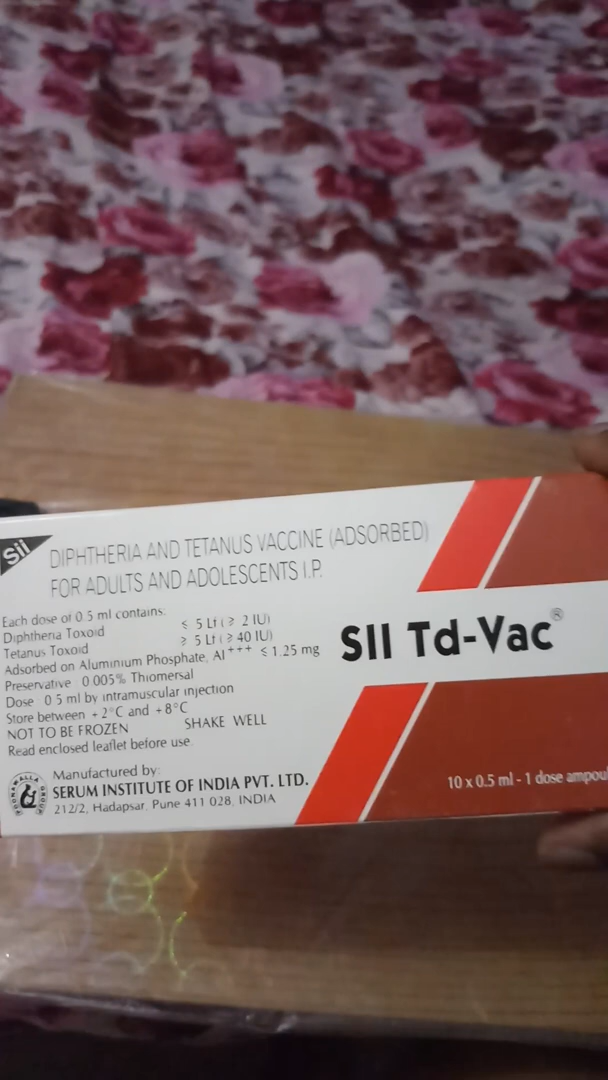 Sii
DIPHTHERIA AND TETANUS VACCINE (ADSORBED)
FOR ADULTS AND ADOLESCENTS I.P.
Each dose of 0.5 ml contains:
Diphtheria Toxoid ≤ 5 Lf (≥ 2 IU)
Tetanus Toxoid ≥ 5 Lf (≥ 40 IU)
Adsorbed on Aluminium Phosphate, Al+++ ≤ 1.25 mg
Preservative : 0.005% Thiomersal
Dose : 0.5 ml by intramuscular injection
Store between +2°C and +8°C
NOT TO BE FROZEN SHAKE WELL
Read enclosed leaflet before use.
Manufactured by:
SERUM INSTITUTE OF INDIA PVT. LTD.
212/2, Hadapsar, Pune 411 028, INDIA
POONAWALLA GROUP
SII Td-Vac®
10 x 0.5 ml - 1 dose ampoul